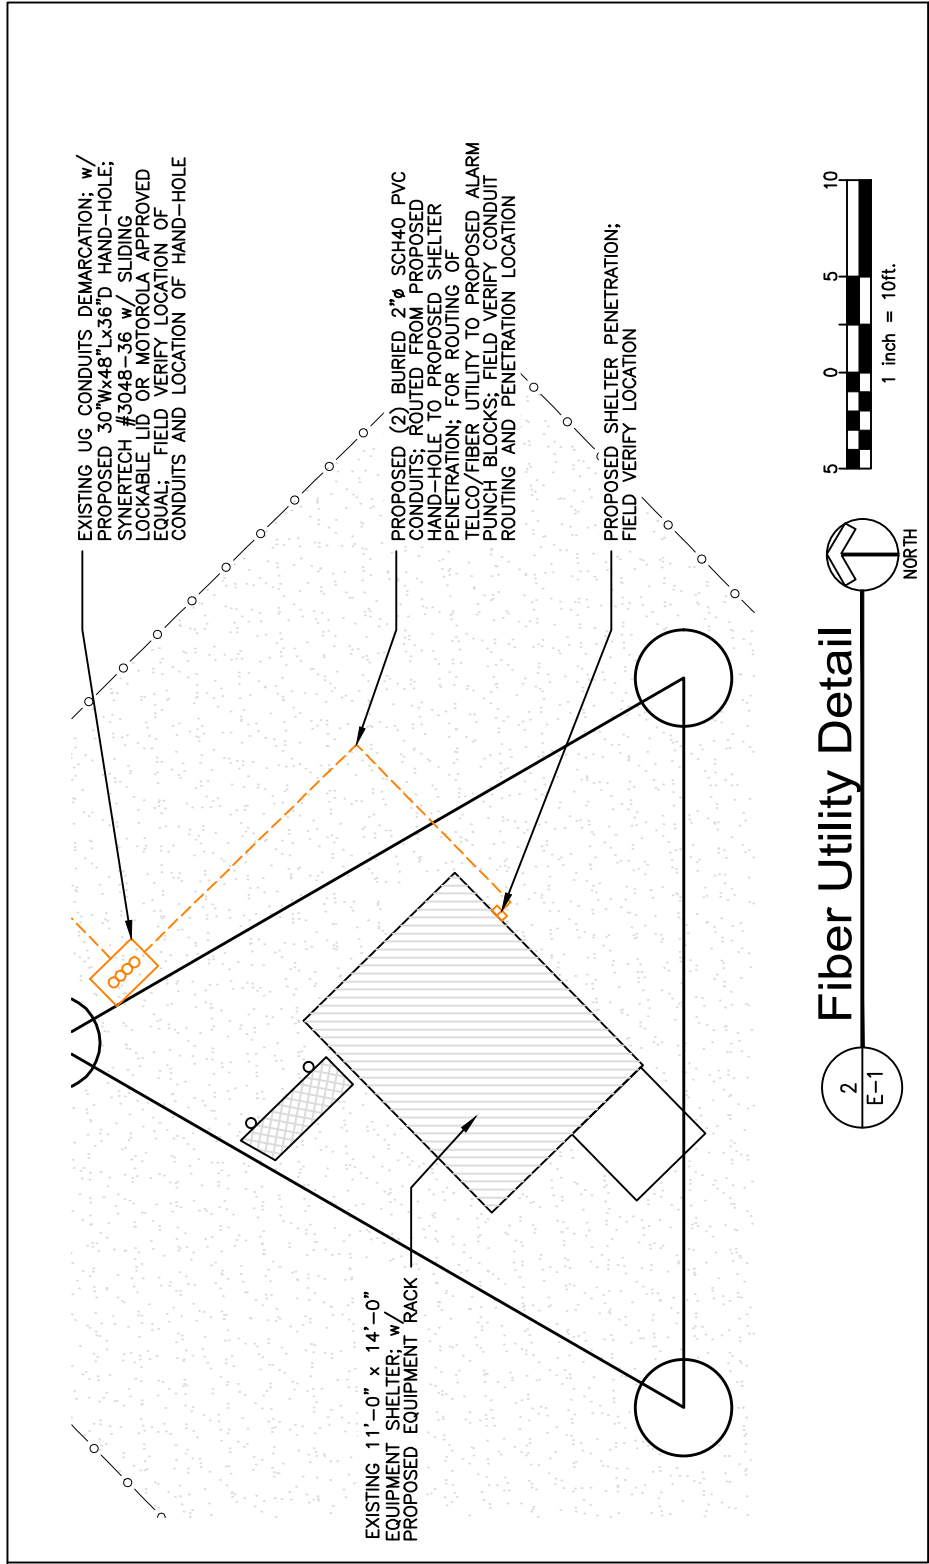 EXISTING UG CONDUITS DEMARCATION; w/
PROPOSED 30"Wx48"Lx36"D HAND-HOLE;
SYNERTECH #3048-36 w/ SLIDING
LOCKABLE LID OR MOTOROLA APPROVED
EQUAL; FIELD VERIFY LOCATION OF
CONDUITS AND LOCATION OF HAND-HOLE
PROPOSED (2) BURIED 2"ø SCH40 PVC
CONDUITS; ROUTED FROM PROPOSED
HAND-HOLE TO PROPOSED SHELTER
PENETRATION; FOR ROUTING OF
TELCO/FIBER UTILITY TO PROPOSED ALARM
PUNCH BLOCKS; FIELD VERIFY CONDUIT
ROUTING AND PENETRATION LOCATION
PROPOSED SHELTER PENETRATION;
FIELD VERIFY LOCATION
EXISTING 11'-0" x 14'-0"
EQUIPMENT SHELTER; w/
PROPOSED EQUIPMENT RACK
2
E-1
Fiber Utility Detail
NORTH
5 0 5 10
1 inch = 10ft.